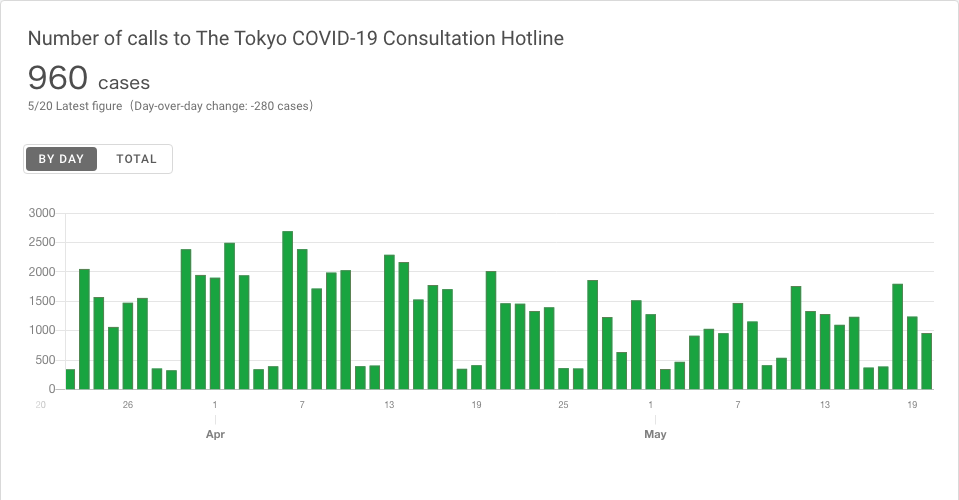 Number of calls to The Tokyo COVID-19 Consultation Hotline
960 cases
5/20 Latest figure（Day-over-day change: -280 cases）
BY DAY TOTAL
3000
2500
2000
1500
1000
500
0
20 26 1 7 13 19 25 1 7 13 19
Apr May